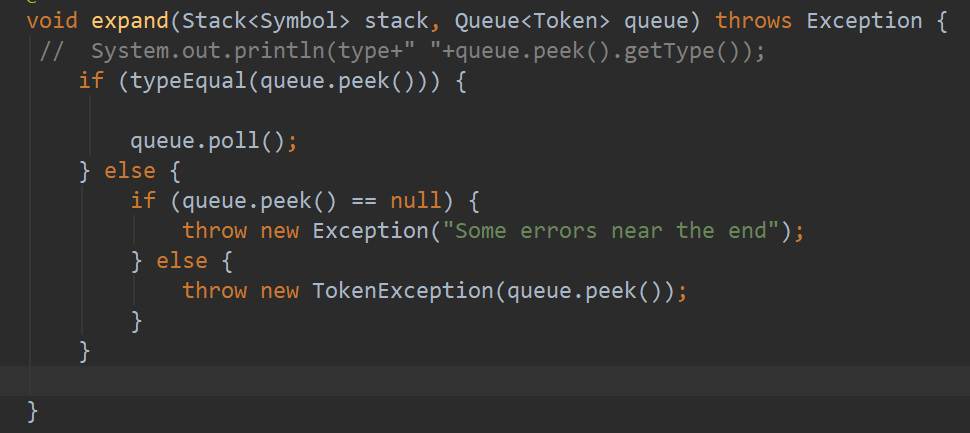 void expand(Stack<Symbol> stack, Queue<Token> queue) throws Exception {
//  System.out.println(type+" "+queue.peek().getType());
if (typeEqual(queue.peek())) {
queue.poll();
} else {
if (queue.peek() == null) {
throw new Exception("Some errors near the end");
} else {
throw new TokenException(queue.peek());
}
}
}